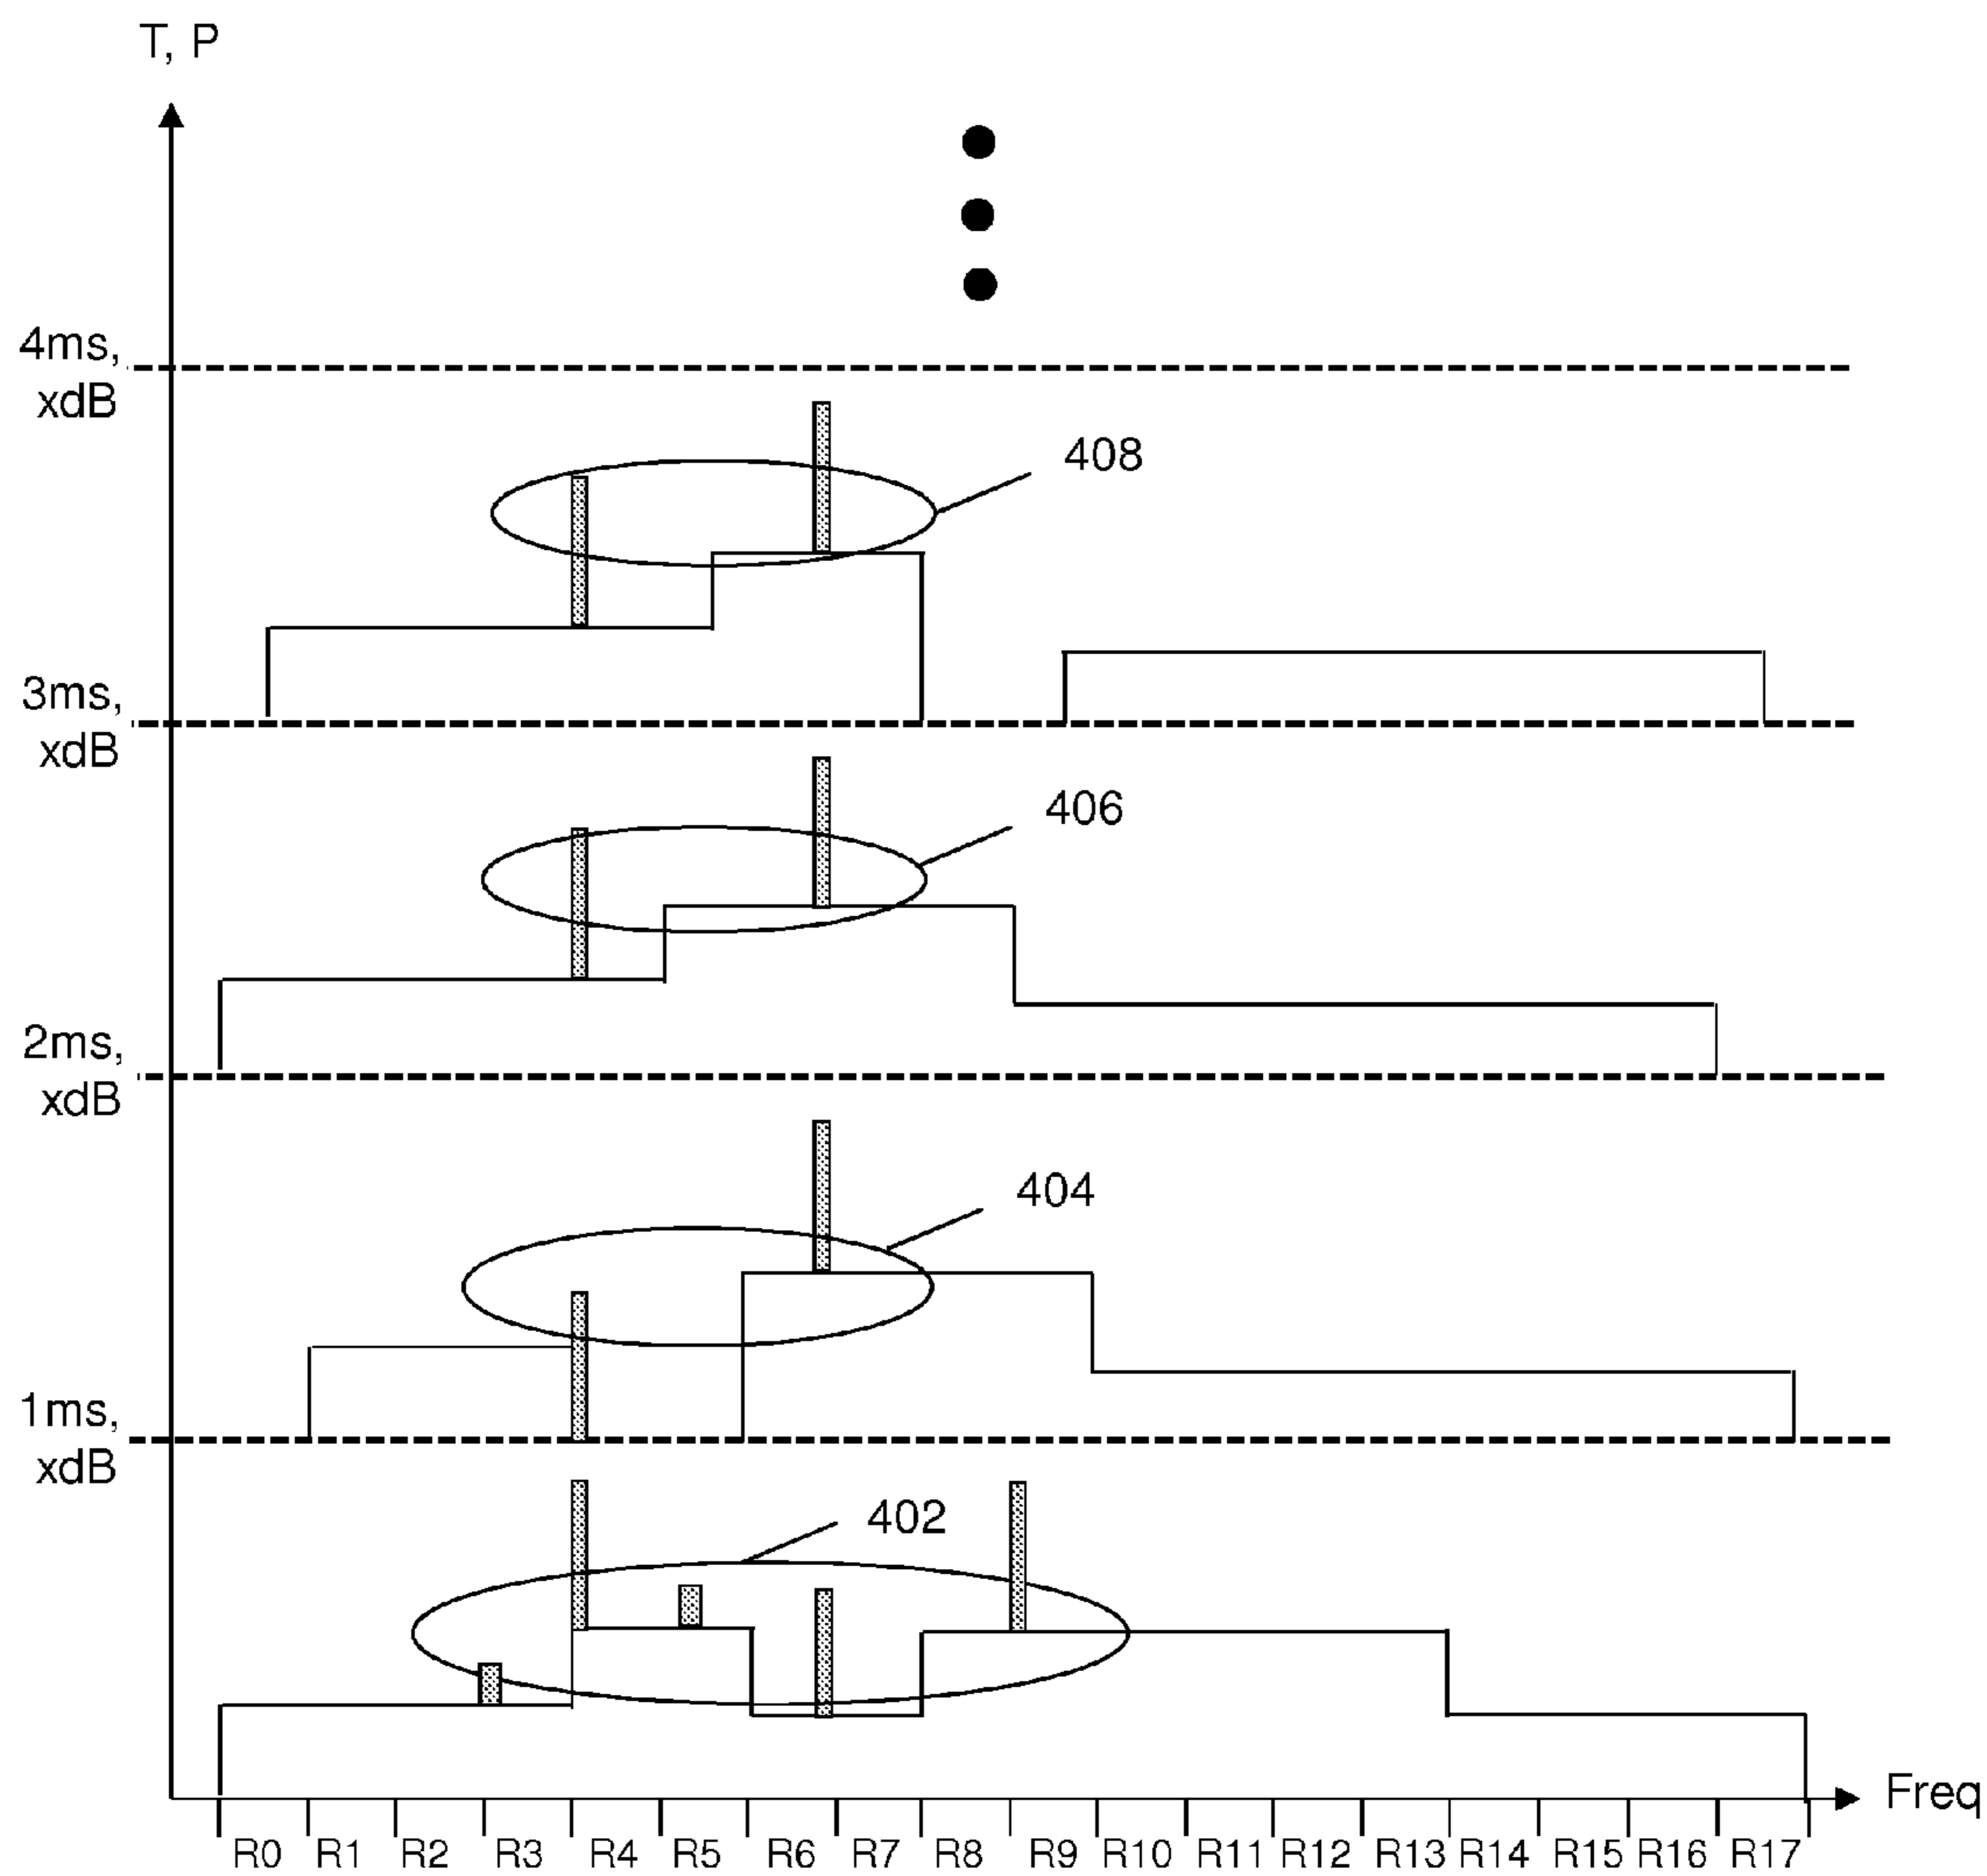 T, P
4ms,
xdB
408
3ms,
xdB
406
2ms,
xdB
404
1ms,
xdB
402
Freq
R0 R1 R2 R3 R4 R5 R6 R7 R8 R9 R10 R11 R12 R13 R14 R15 R16 R17